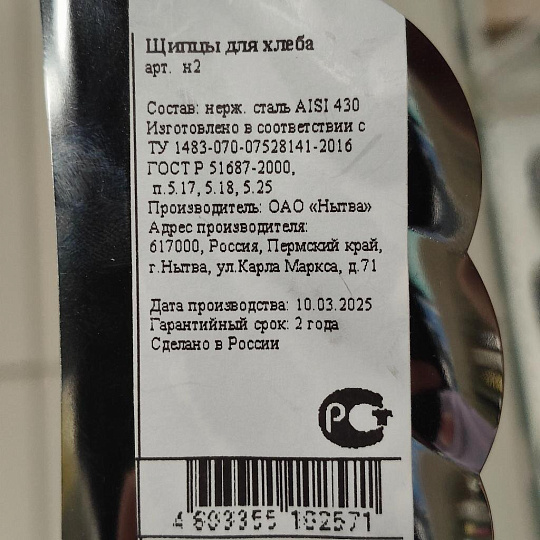 Щипцы для хлеба
арт. н2
Состав: нерж. сталь AISI 430
Изготовлено в соответствии с
ТУ 1483-070-07528141-2016
ГОСТ Р 51687-2000,
п.5.17, 5.18, 5.25
Производитель: ОАО «Нытва»
Адрес производителя:
617000, Россия, Пермский край,
г.Нытва, ул.Карла Маркса, д.71
Дата производства: 10.03.2025
Гарантийный срок: 2 года
Сделано в России
РСТ
4 603355 182571